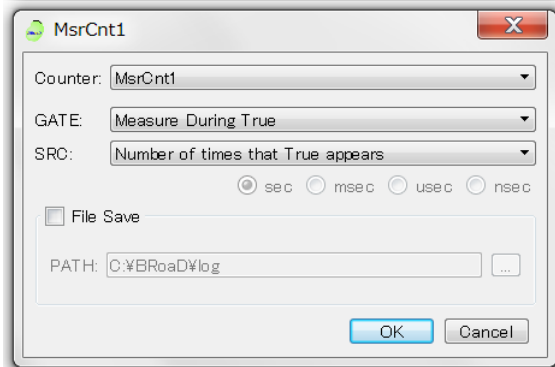 MsrCnt1
Counter: MsrCnt1
GATE: Measure During True
SRC: Number of times that True appears
sec msec usec nsec
File Save
PATH: C:¥BRoaD¥log ...
OK Cancel